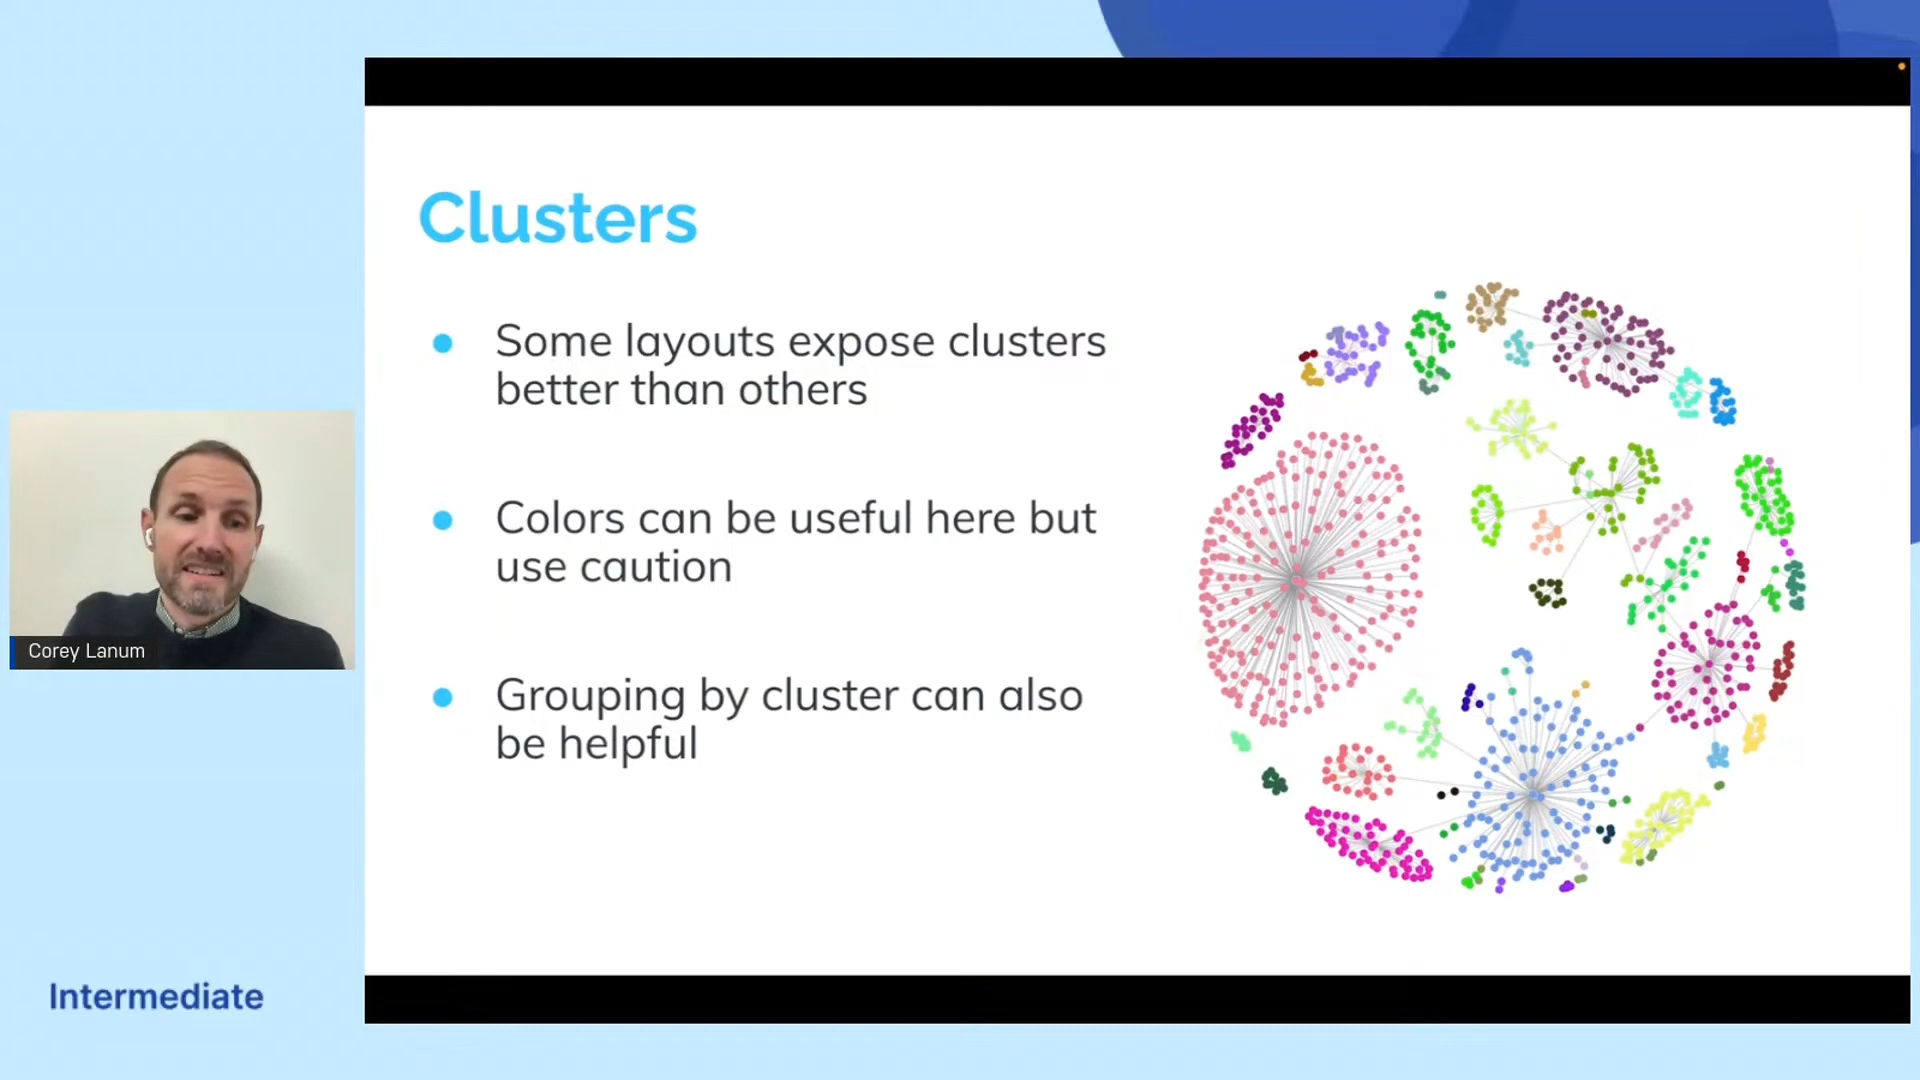 Clusters
Some layouts expose clusters
better than others
Colors can be useful here but
use caution
Grouping by cluster can also
be helpful
Corey Lanum
Intermediate